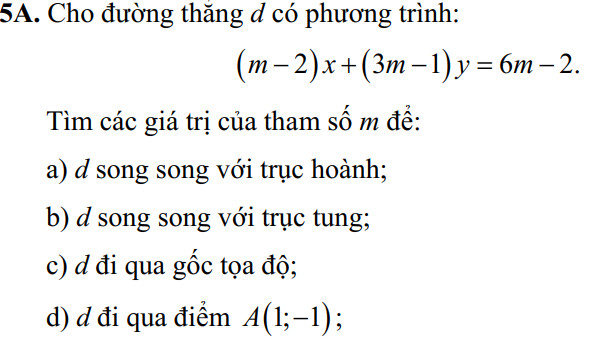 5A. Cho đường thẳng d có phương trình:
(m − 2)x + (3m − 1)y = 6m − 2.
Tìm các giá trị của tham số m để:
a) d song song với trục hoành;
b) d song song với trục tung;
c) d đi qua gốc tọa độ;
d) d đi qua điểm A(1;−1);